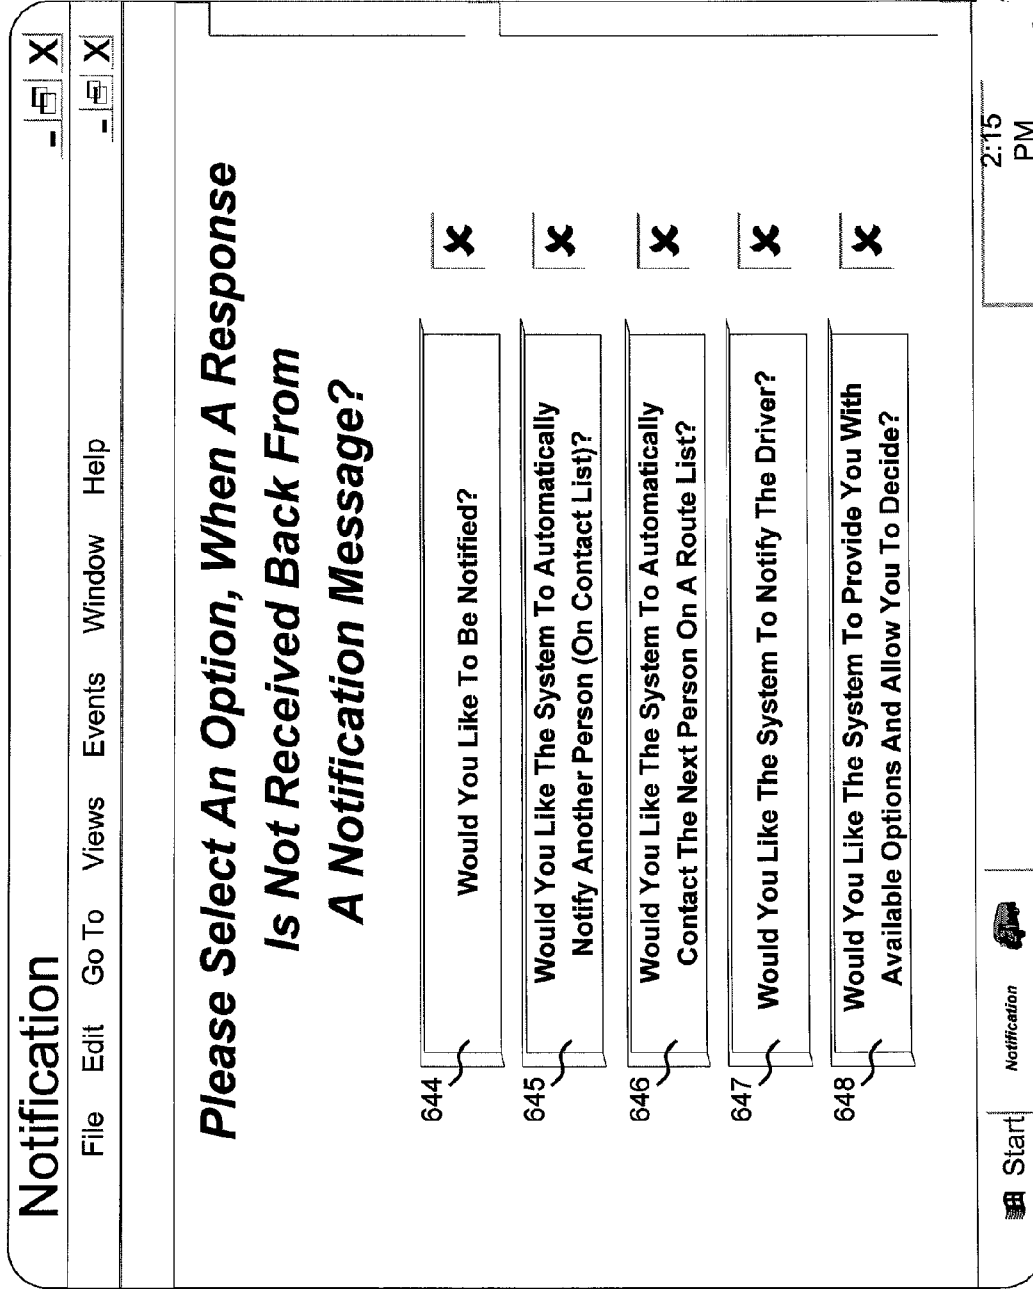 Notification
File Edit Go To Views Events Window Help
Please Select An Option, When A Response
Is Not Received Back From
A Notification Message?
644 Would You Like To Be Notified?
645 Would You Like The System To Automatically
Notify Another Person (On Contact List)?
646 Would You Like The System To Automatically
Contact The Next Person On A Route List?
647 Would You Like The System To Notify The Driver?
648 Would You Like The System To Provide You With
Available Options And Allow You To Decide?
Start Notification 2:15
PM